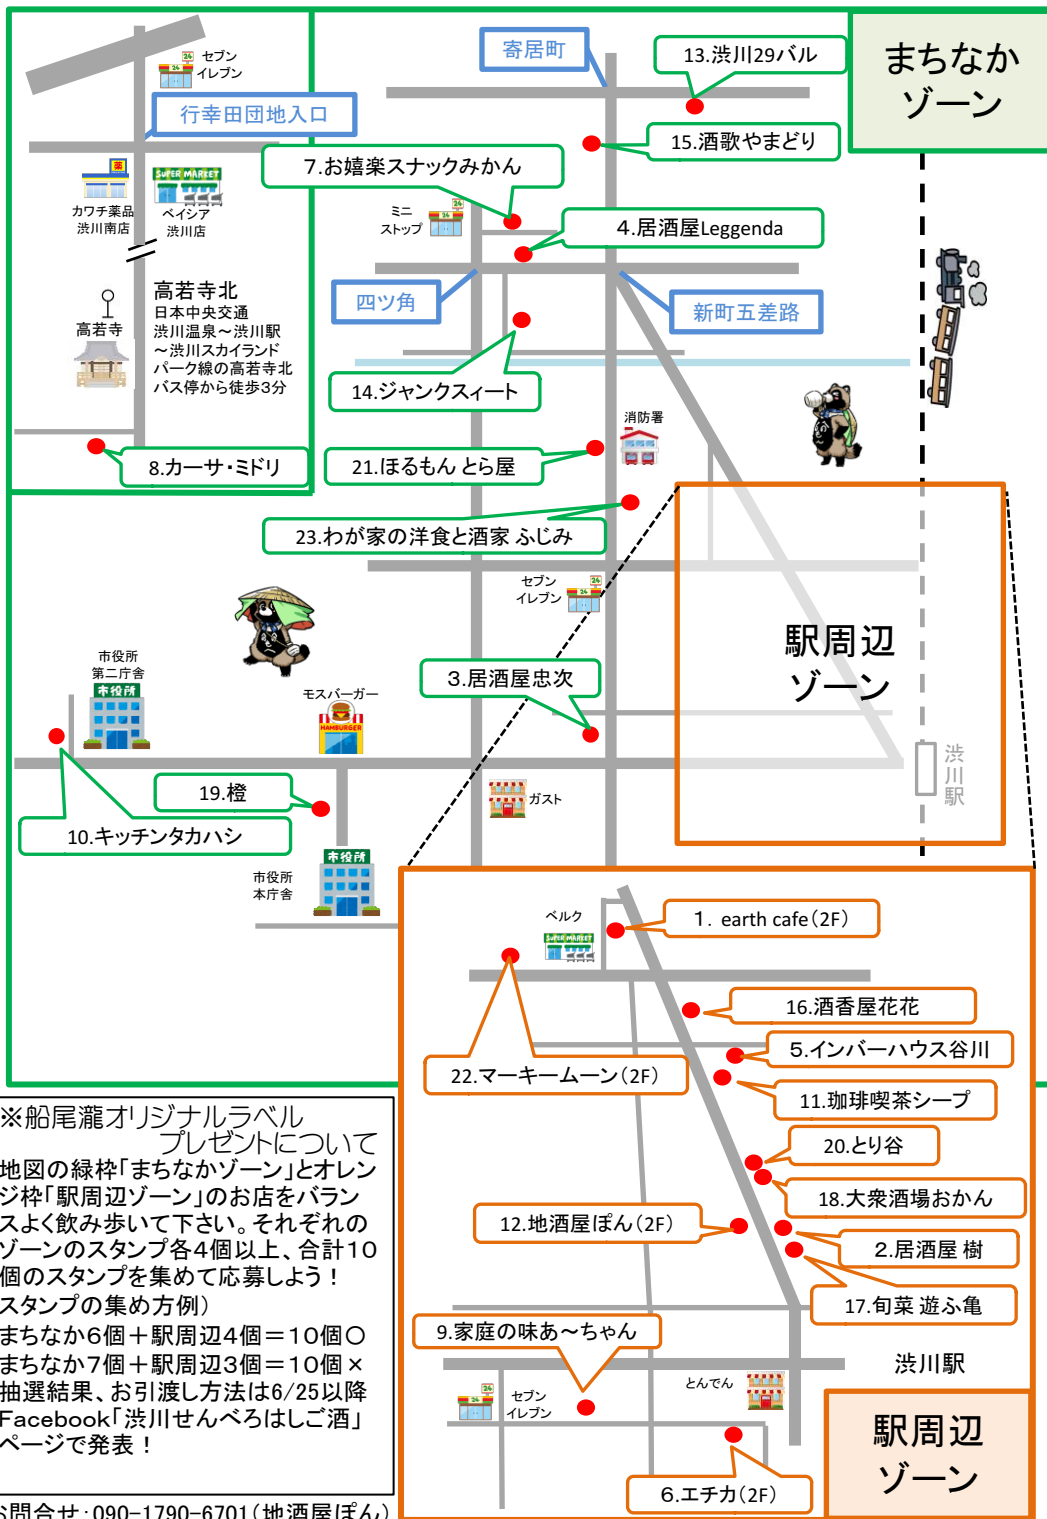 まちなか
ゾーン
セブン
イレブン
行幸田団地入口
カワチ薬品
渋川南店
SUPER MARKET
ベイシア
渋川店
高若寺
高若寺北
日本中央交通
渋川温泉～渋川駅
～渋川スカイランド
パーク線の高若寺北
バス停から徒歩3分
8.カーサ・ミドリ
寄居町
13.渋川29バル
15.酒歌やまどり
7.お嬉楽スナックみかん
ミニ
ストップ
4.居酒屋Leggenda
四ツ角
新町五差路
14.ジャンクスィート
消防署
21.ほるもん とら屋
23.わが家の洋食と酒家 ふじみ
セブン
イレブン
駅周辺
ゾーン
3.居酒屋忠次
渋川駅
市役所
第二庁舎
市役所
モスバーガー
HAMBURGER
19.橙
10.キッチンタカハシ
ガスト
市役所
市役所
本庁舎
ベルク
SUPER MARKET
1. earth cafe(2F)
16.酒香屋花花
5.インバーハウス谷川
22.マーキームーン(2F)
11.珈琲喫茶シープ
20.とり谷
18.大衆酒場おかん
12.地酒屋ぽん(2F)
2.居酒屋 樹
17.旬菜 遊ふ亀
9.家庭の味あ～ちゃん
渋川駅
とんでん
セブン
イレブン
6.エチカ(2F)
駅周辺
ゾーン
※船尾瀧オリジナルラベル
プレゼントについて
地図の緑枠「まちなかゾーン」とオレン
ジ枠「駅周辺ゾーン」のお店をバラン
スよく飲み歩いて下さい。それぞれの
ゾーンのスタンプ各4個以上、合計10
個のスタンプを集めて応募しよう！
スタンプの集め方例)
まちなか6個＋駅周辺4個＝10個○
まちなか7個＋駅周辺3個＝10個×
抽選結果、お引渡し方法は6/25以降
Facebook「渋川せんべろはしご酒」
ページで発表！
お問合せ:090-1790-6701(地酒屋ぽん)